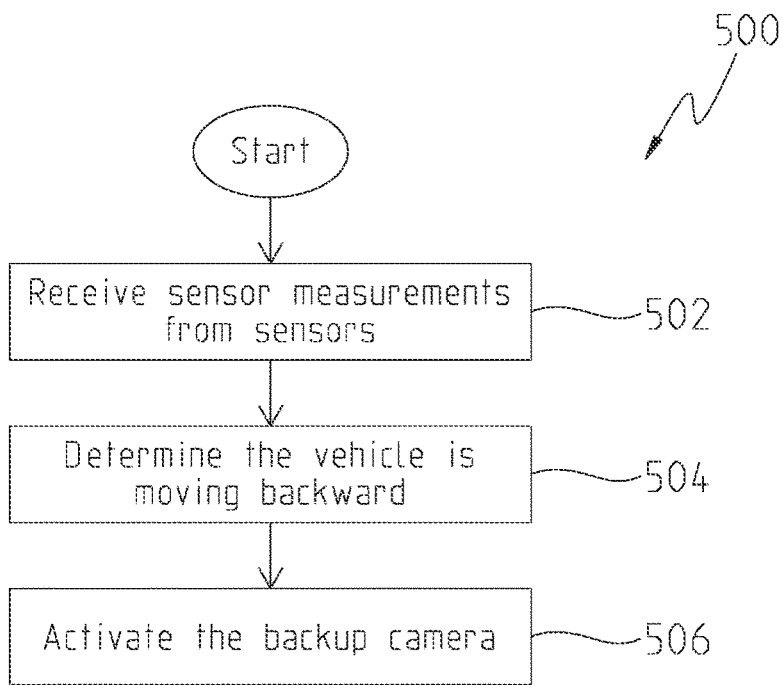 500
Start
Receive sensor measurements
from sensors
502
Determine the vehicle is
moving backward
504
Activate the backup camera
506